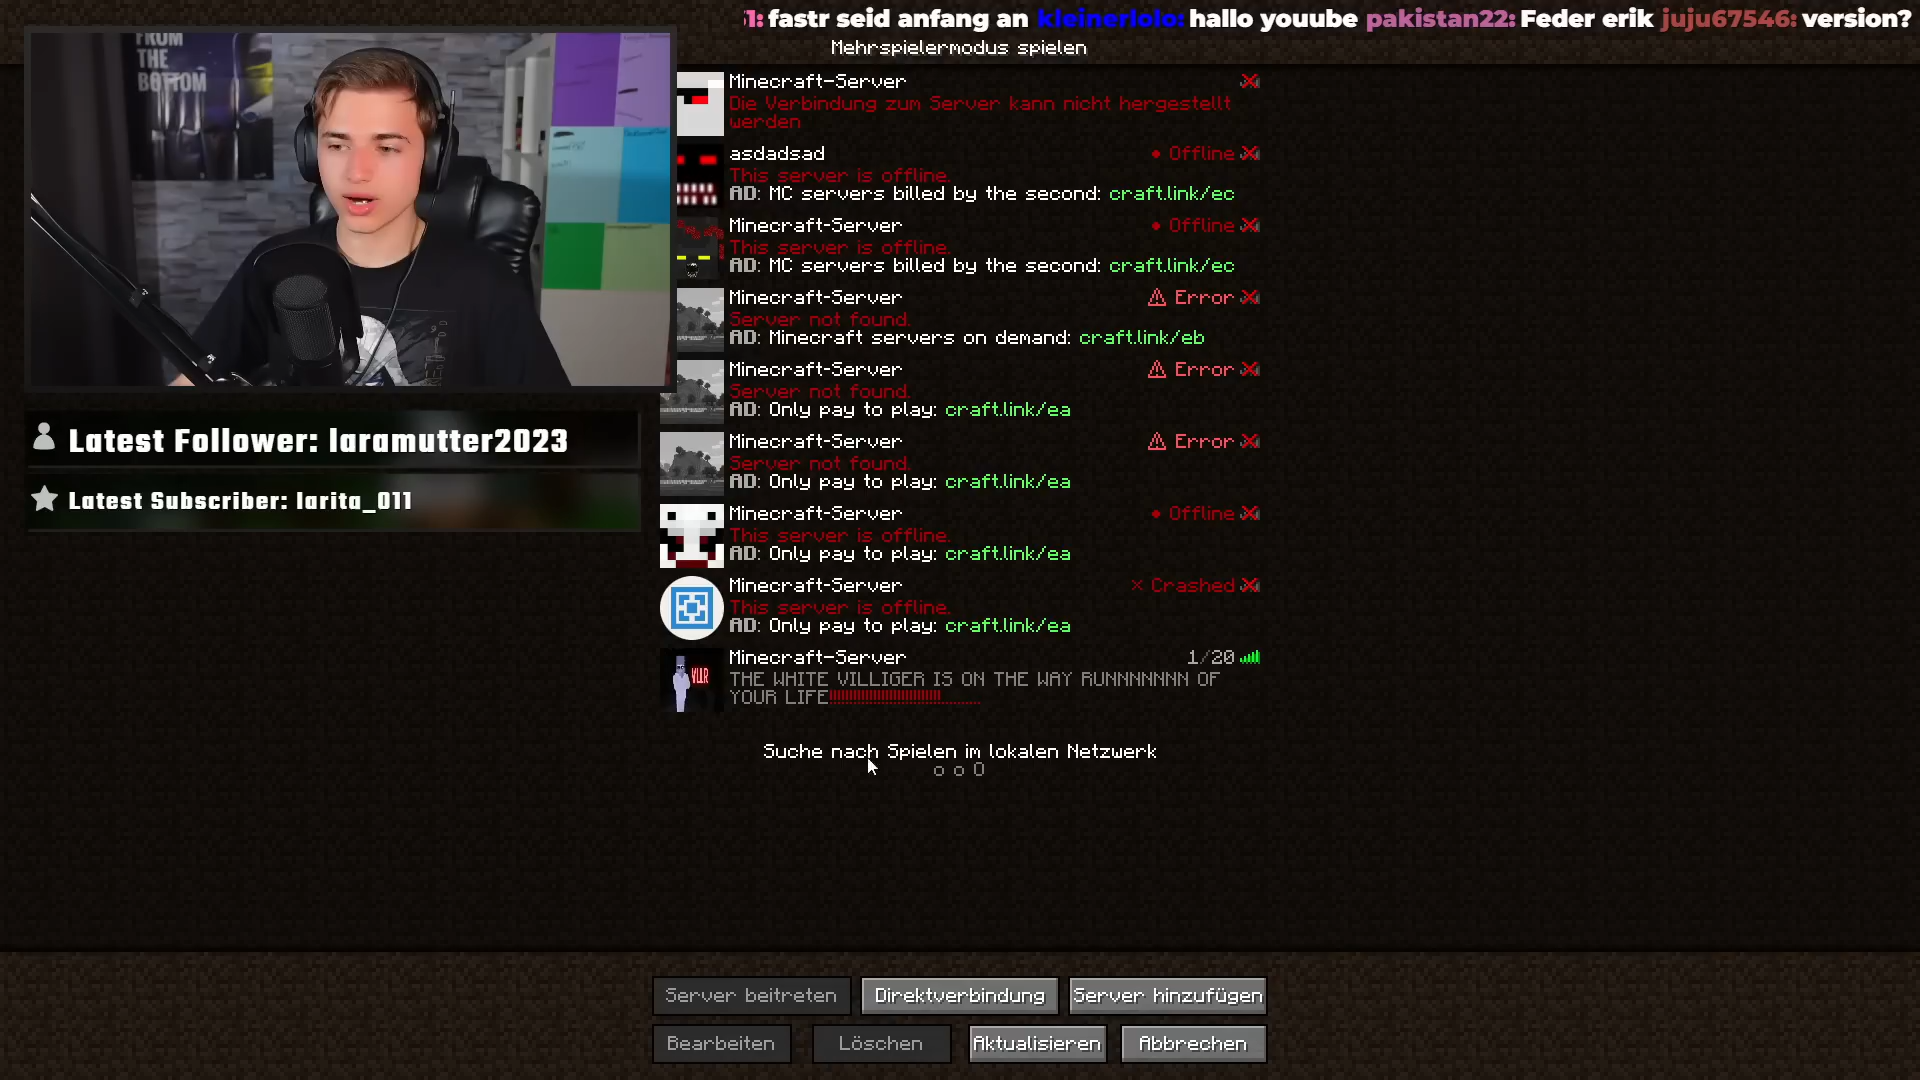 1: fastr seid anfang an kleinerlolo: hallo youube pakistan22: Feder erik juju67546: version?
Mehrspielermodus spielen
FROM
THE
BOTTOM
Minecraft-Server
Die Verbindung zum Server kann nicht hergestellt
werden
asdadsad • Offline
This server is offline.
AD: MC servers billed by the second: craft.link/ec
Minecraft-Server • Offline
This server is offline.
AD: MC servers billed by the second: craft.link/ec
Minecraft-Server ⚠ Error
Server not found.
AD: Minecraft servers on demand: craft.link/eb
Minecraft-Server ⚠ Error
Server not found.
AD: Only pay to play: craft.link/ea
Latest Follower: laramutter2023
Minecraft-Server ⚠ Error
Server not found.
AD: Only pay to play: craft.link/ea
Latest Subscriber: larita_011
Minecraft-Server • Offline
This server is offline.
AD: Only pay to play: craft.link/ea
Minecraft-Server × Crashed
This server is offline.
AD: Only pay to play: craft.link/ea
Minecraft-Server 1/20
THE WHITE VILLIGER IS ON THE WAY RUNNNNNNN OF
Suche nach Spielen im lokalen Netzwerk
o o O
Server beitreten Direktverbindung Server hinzufügen
Bearbeiten Löschen Aktualisieren Abbrechen